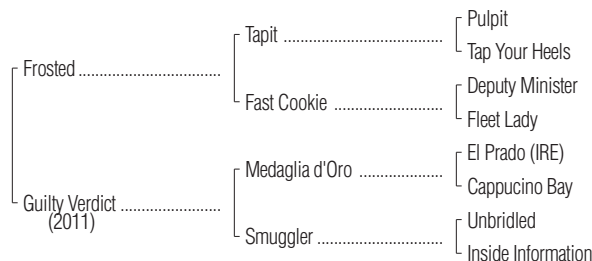 Pulpit
Tapit
Tap Your Heels
Frosted
Deputy Minister
Fast Cookie
Fleet Lady
El Prado (IRE)
Medaglia d'Oro
Cappucino Bay
Guilty Verdict
(2011)
Unbridled
Smuggler
Inside Information